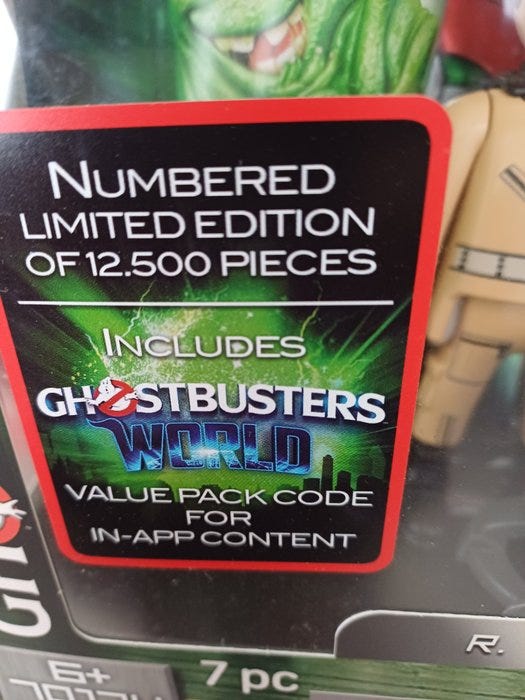 NUMBERED
LIMITED EDITION
OF 12.500 PIECES
INCLUDES
GHOSTBUSTERS
WORLD
VALUE PACK CODE
FOR
IN-APP CONTENT
R.
6+
7 pc